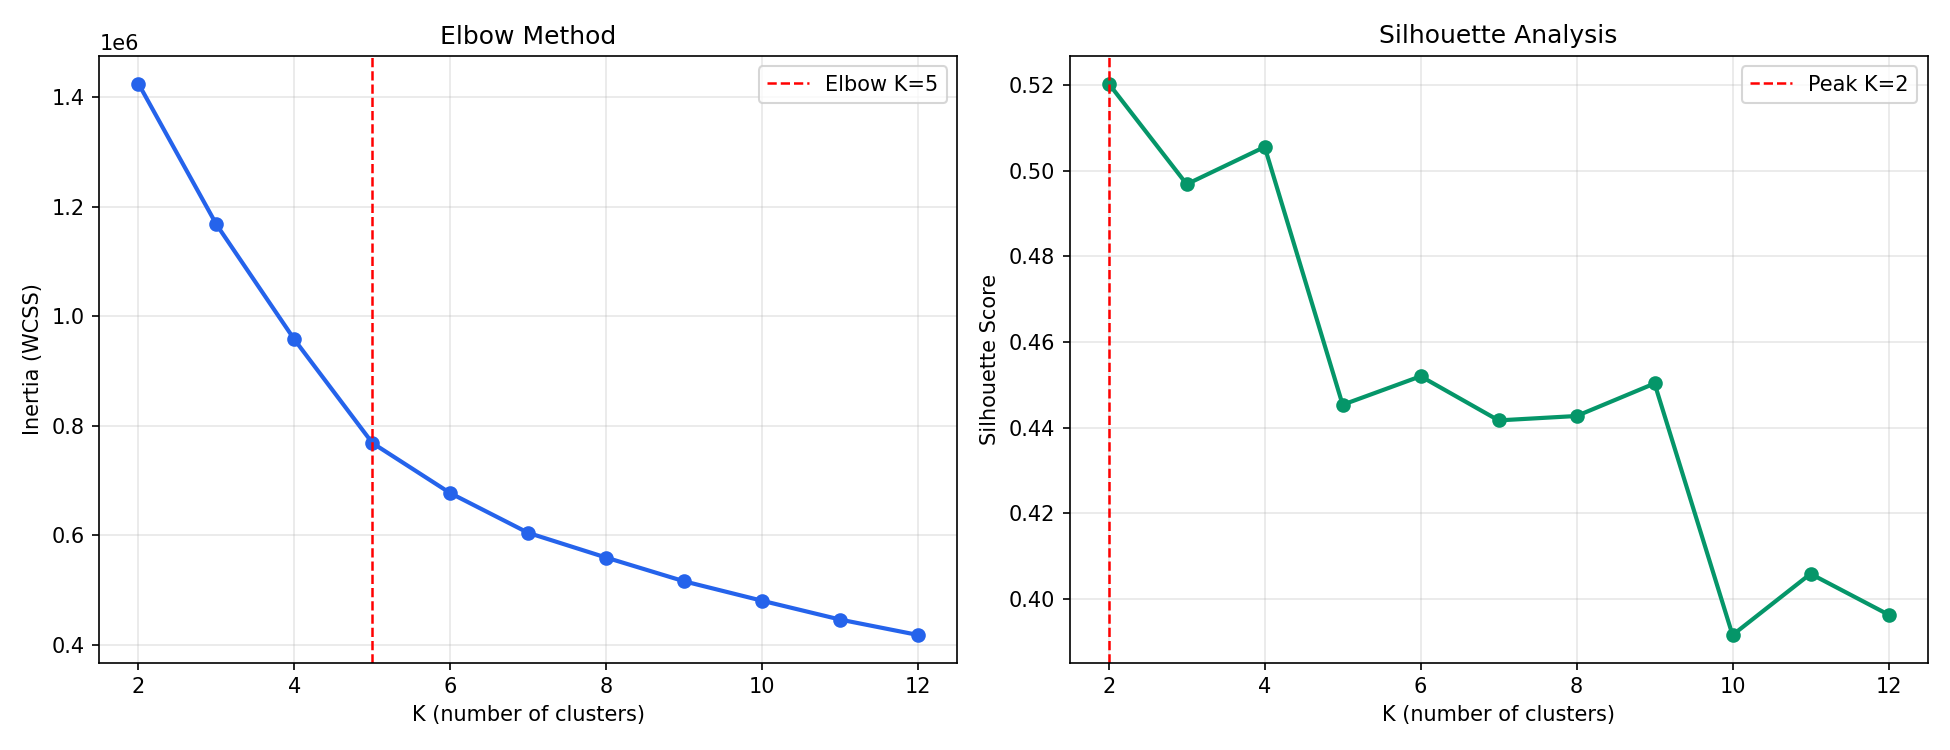 Elbow Method
1e6
Elbow K=5
1.4
1.2
1.0
0.8
0.6
0.4
Inertia (WCSS)
2 4 6 8 10 12
K (number of clusters)
Silhouette Analysis
Peak K=2
0.52
0.50
0.48
0.46
0.44
0.42
0.40
Silhouette Score
2 4 6 8 10 12
K (number of clusters)